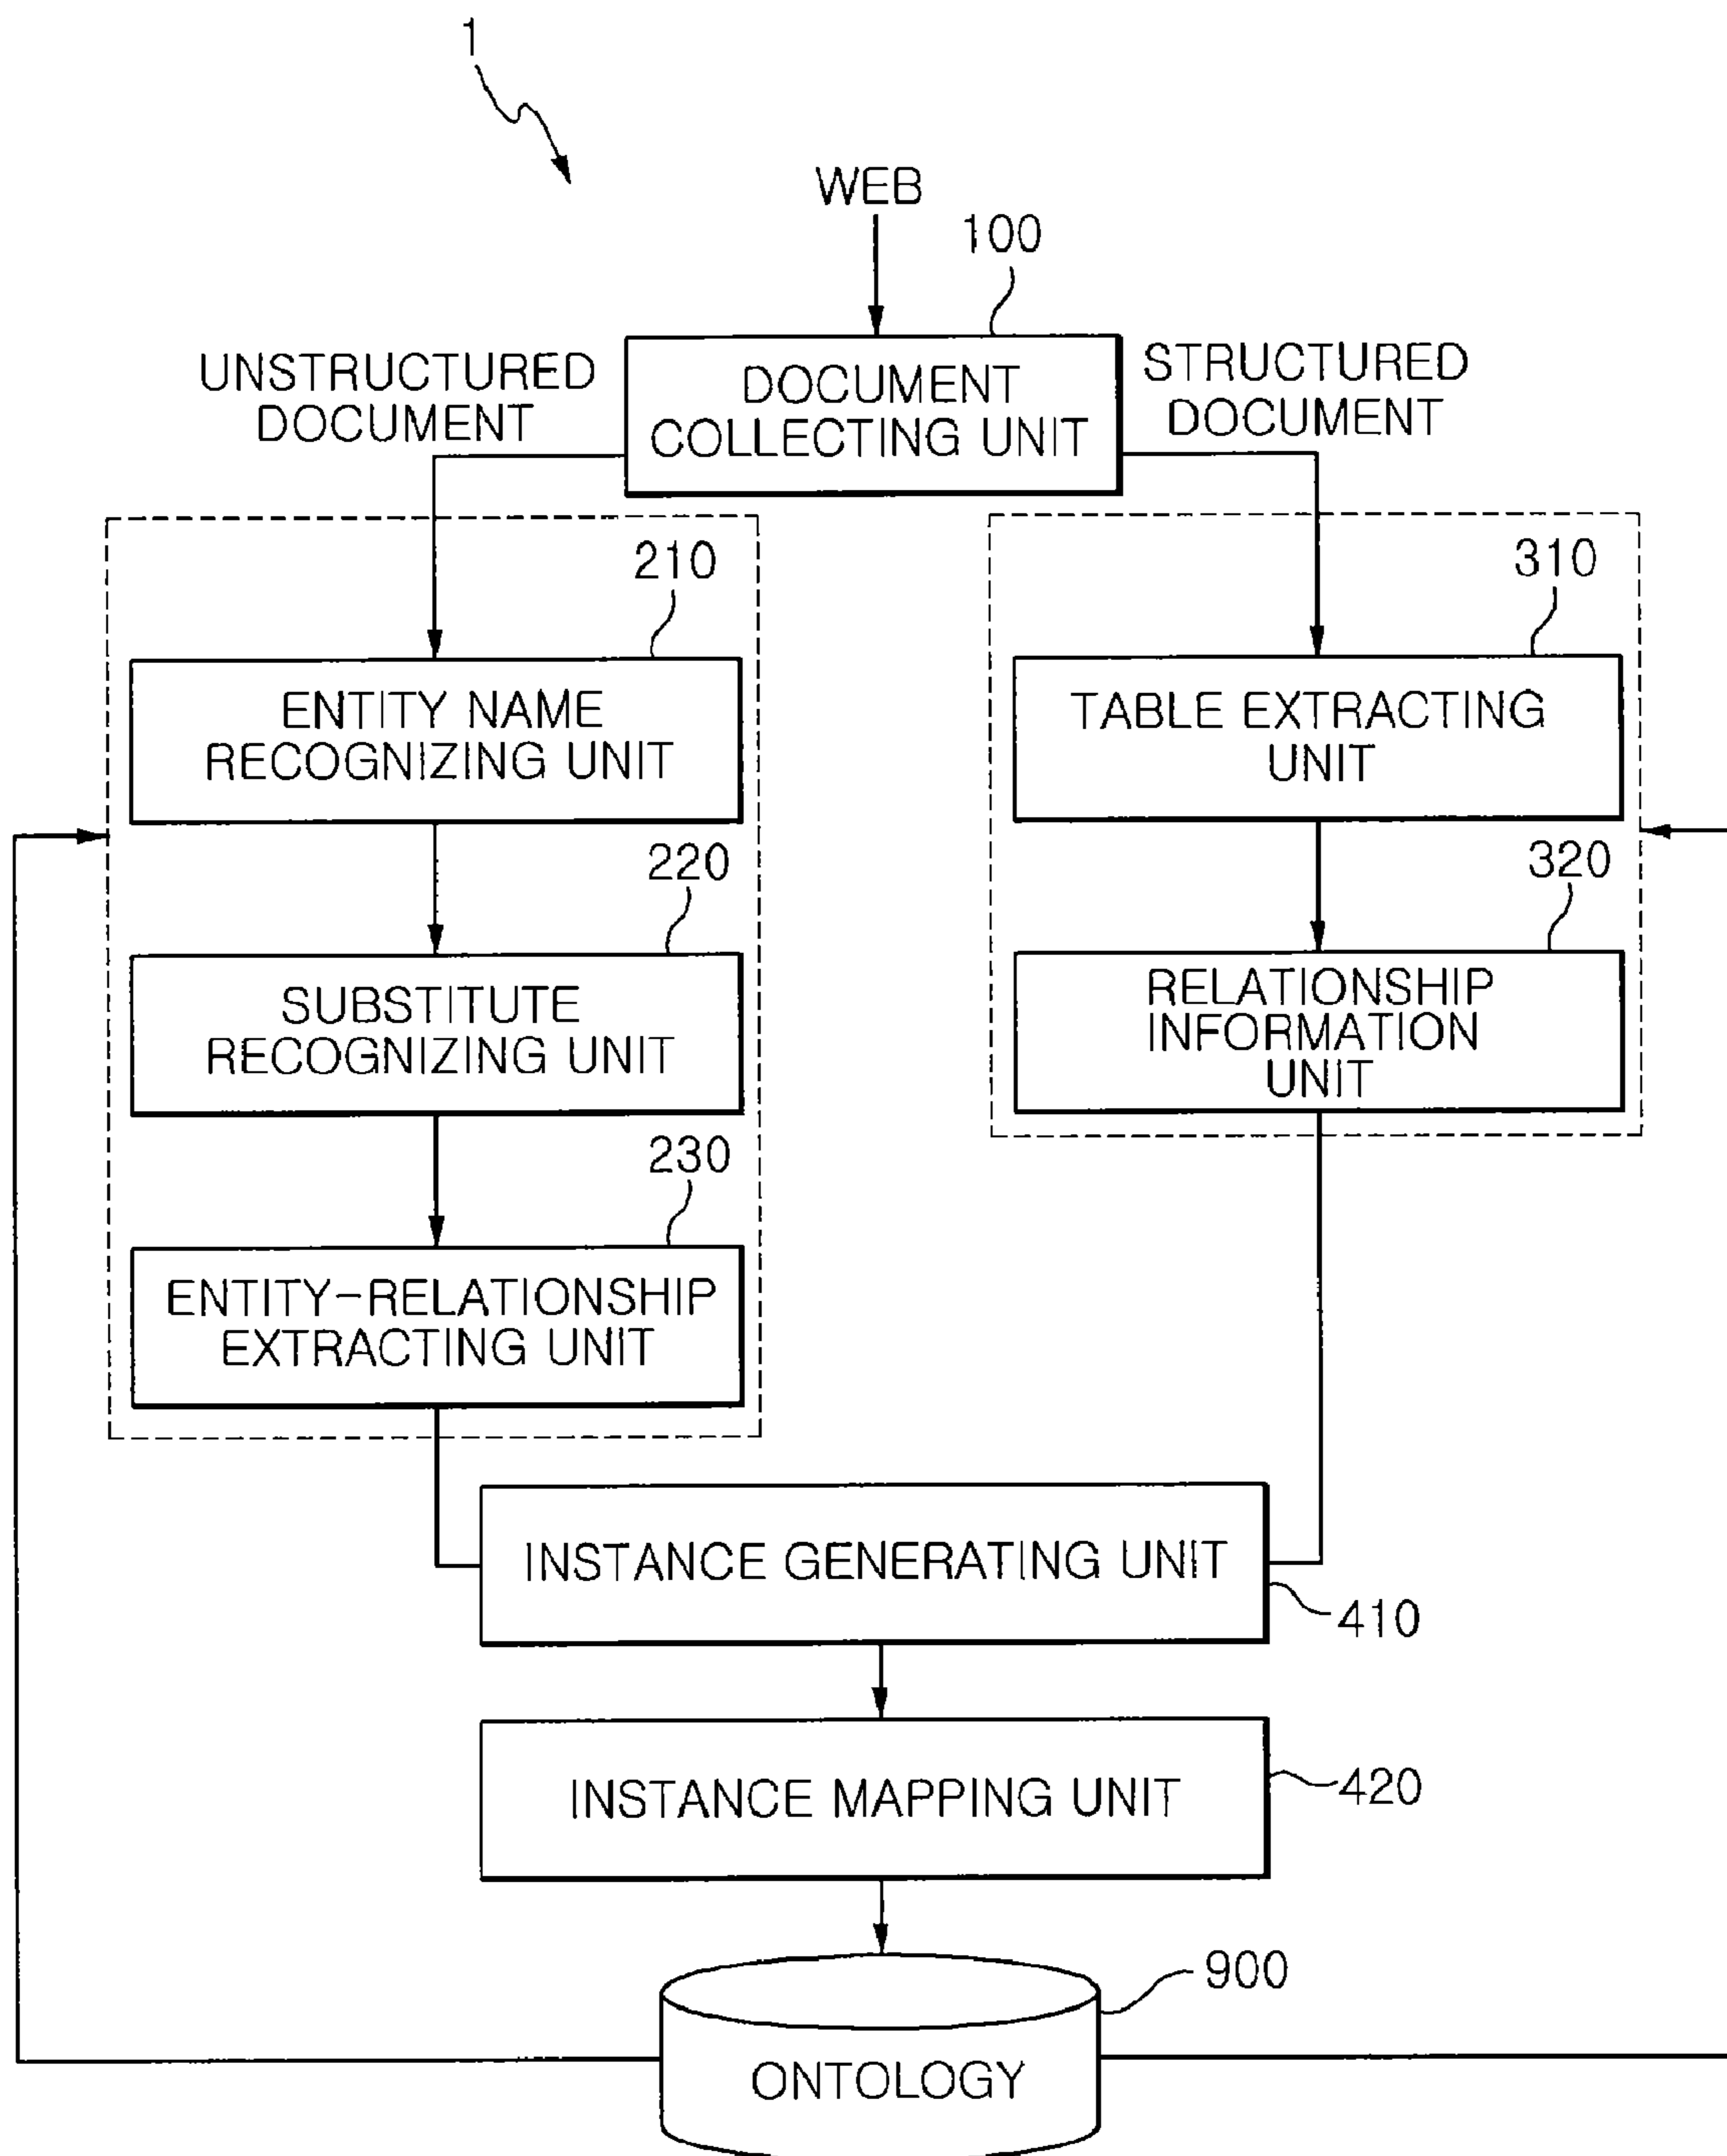 1
WEB
100
UNSTRUCTURED
DOCUMENT
DOCUMENT
COLLECTING UNIT
STRUCTURED
DOCUMENT
210
ENTITY NAME
RECOGNIZING UNIT
220
SUBSTITUTE
RECOGNIZING UNIT
230
ENTITY-RELATIONSHIP
EXTRACTING UNIT
310
TABLE EXTRACTING
UNIT
320
RELATIONSHIP
INFORMATION
UNIT
INSTANCE GENERATING UNIT
410
INSTANCE MAPPING UNIT
420
900
ONTOLOGY